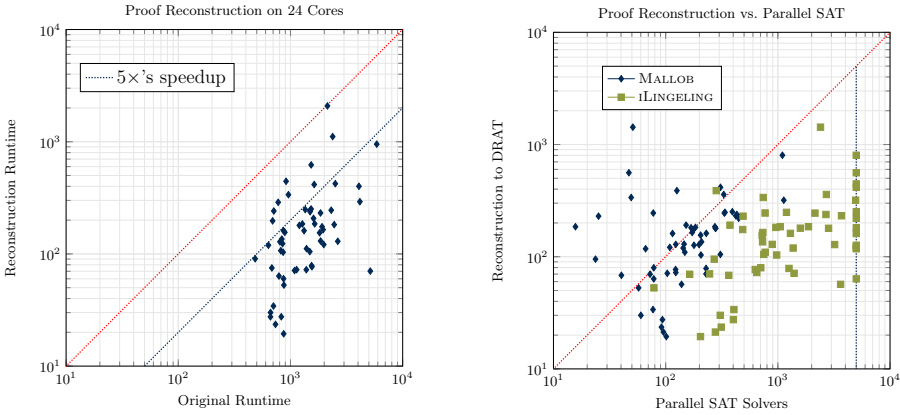 Proof Reconstruction on 24 Cores
10^4
10^3
10^2
10^1
10^1
10^2
10^3
10^4
5×'s speedup
Reconstruction Runtime
Original Runtime
Proof Reconstruction vs. Parallel SAT
10^4
10^3
10^2
10^1
10^1
10^2
10^3
10^4
MALLOB
ILINGELING
Reconstruction to DRAT
Parallel SAT Solvers